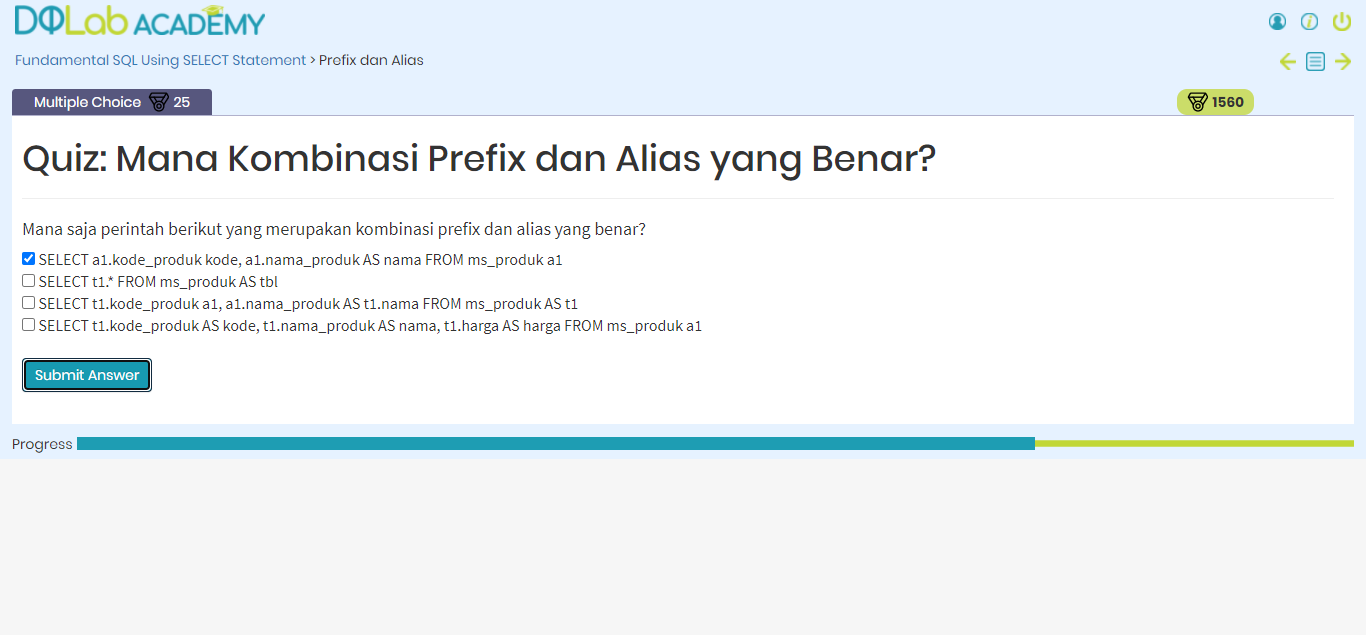 DQLab ACADEMY
Fundamental SQL Using SELECT Statement > Prefix dan Alias
Multiple Choice 25
1560
Quiz: Mana Kombinasi Prefix dan Alias yang Benar?
Mana saja perintah berikut yang merupakan kombinasi prefix dan alias yang benar?
SELECT a1.kode_produk kode, a1.nama_produk AS nama FROM ms_produk a1
SELECT t1.* FROM ms_produk AS tbl
SELECT t1.kode_produk a1, a1.nama_produk AS t1.nama FROM ms_produk AS t1
SELECT t1.kode_produk AS kode, t1.nama_produk AS nama, t1.harga AS harga FROM ms_produk a1
Submit Answer
Progress